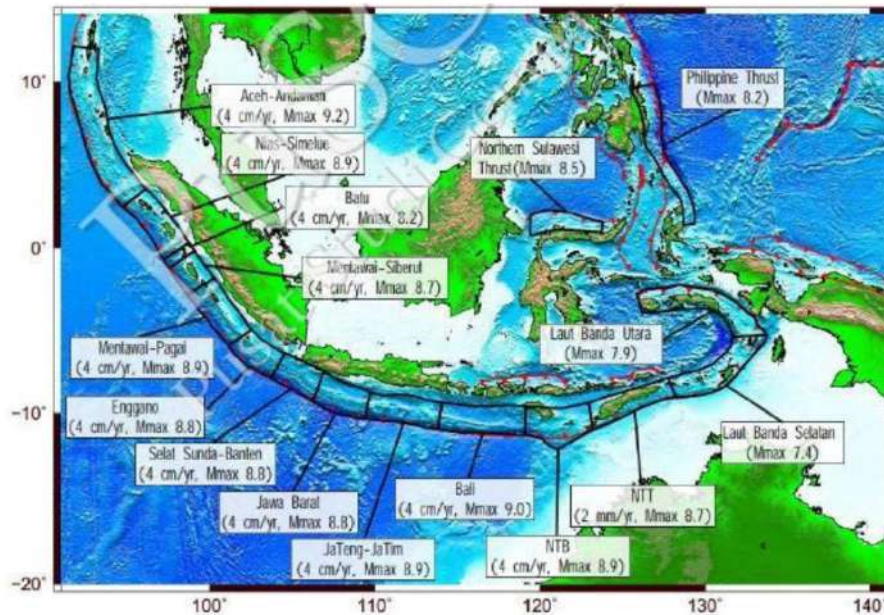 10°
0°
−10°
−20°
100°
110°
120°
130°
140°
Aceh-Andaman
(4 cm/yr, Mmax 9.2)
Nias-Simelue
(4 cm/yr, Mmax 8.9)
Batu
(4 cm/yr, Mmax 8.2)
Mentawai-Siberut
(4 cm/yr, Mmax 8.7)
Mentawai-Pagai
(4 cm/yr, Mmax 8.9)
Enggano
(4 cm/yr, Mmax 8.8)
Selat Sunda-Banten
(4 cm/yr, Mmax 8.8)
Jawa Barat
(4 cm/yr, Mmax 8.8)
JaTeng-JaTim
(4 cm/yr, Mmax 8.9)
Bali
(4 cm/yr, Mmax 9.0)
NTB
(4 cm/yr, Mmax 8.9)
NTT
(2 mm/yr, Mmax 8.7)
Laut Banda Selatan
(Mmax 7.4)
Laut Banda Utara
(Mmax 7.9)
Northern Sulawesi
Thrust(Mmax 8.5)
Philippine Thrust
(Mmax 8.2)